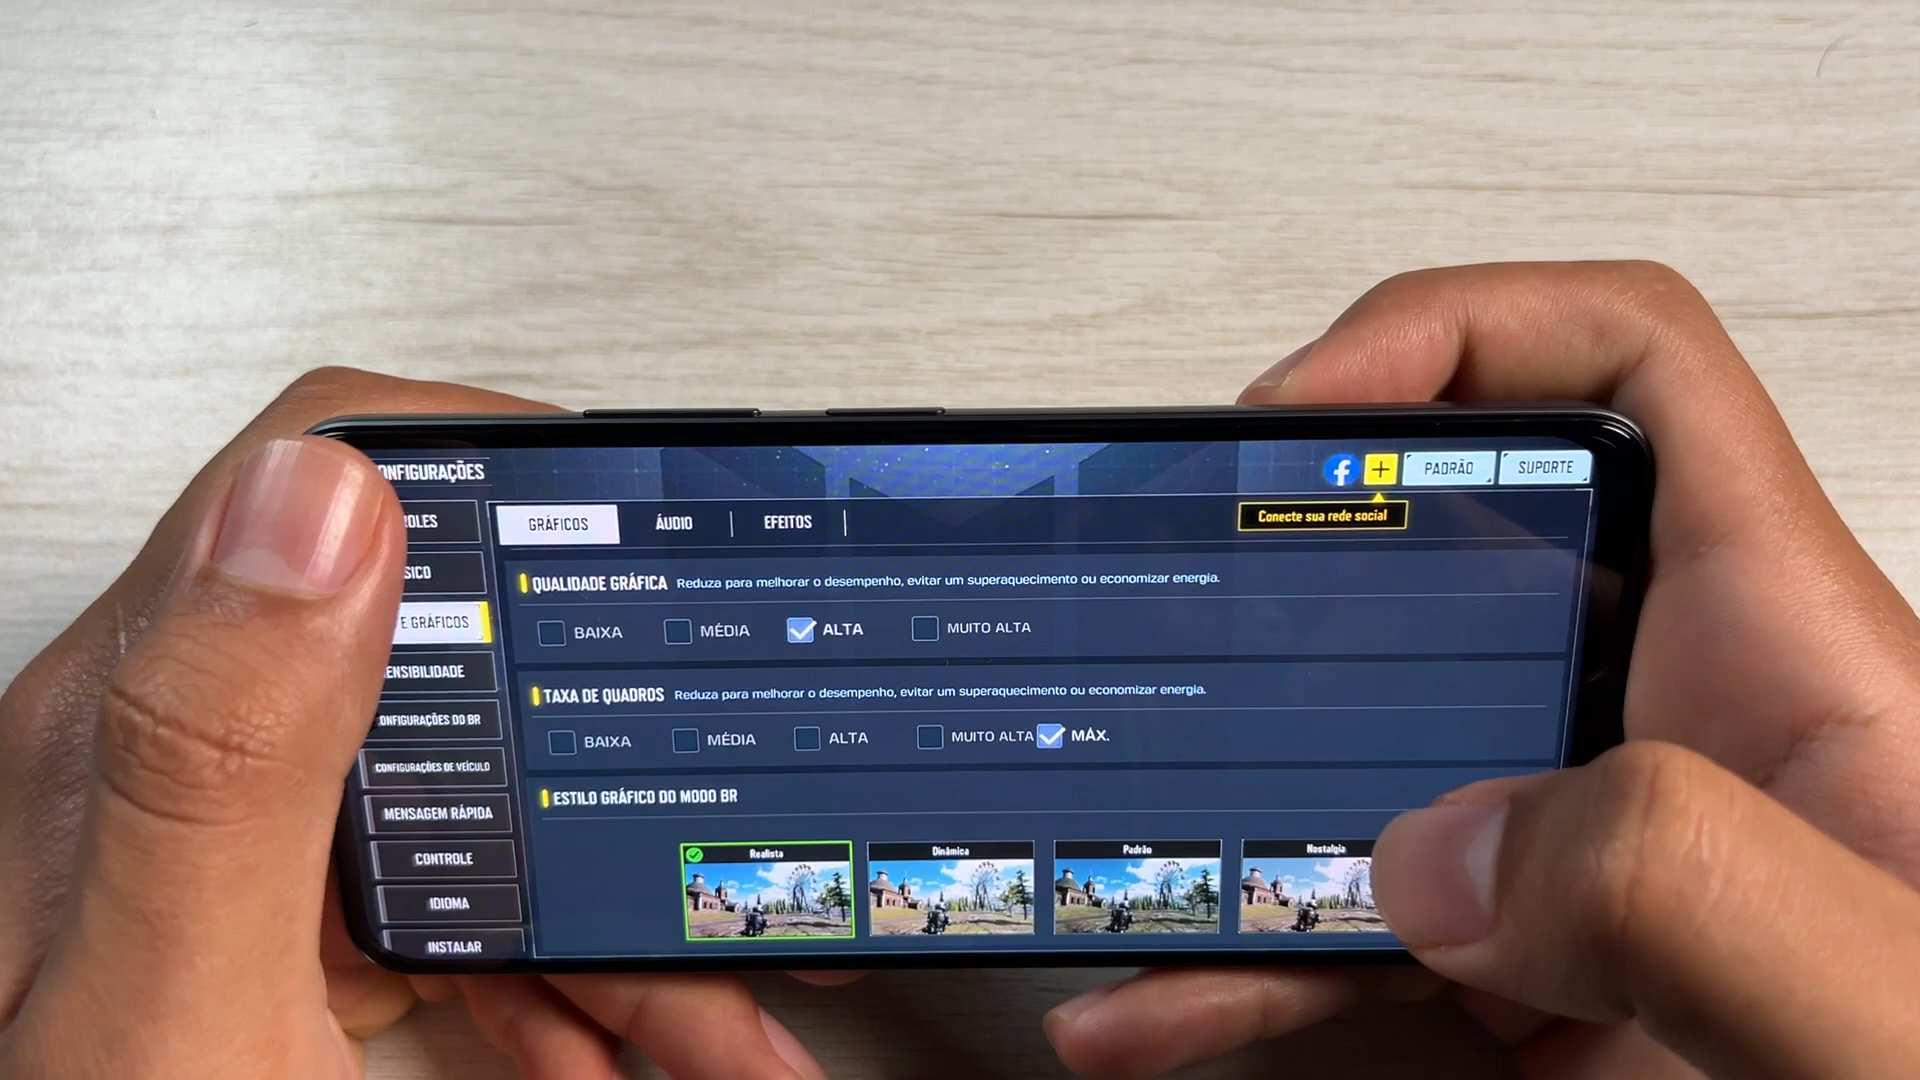 ONFIGURAÇÕES
PADRÃO
SUPORTE
Conecte sua rede social
GRÁFICOS
ÁUDIO
EFEITOS
OLES
SICO
E GRÁFICOS
ENSIBILIDADE
ONFIGURAÇÕES DO BR
CONFIGURAÇÕES DE VEÍCULO
MENSAGEM RÁPIDA
CONTROLE
IDIOMA
INSTALAR
QUALIDADE GRÁFICA Reduza para melhorar o desempenho, evitar um superaquecimento ou economizar energia.
BAIXA MÉDIA ALTA MUITO ALTA
TAXA DE QUADROS Reduza para melhorar o desempenho, evitar um superaquecimento ou economizar energia.
BAIXA MÉDIA ALTA MUITO ALTA MÁX.
ESTILO GRÁFICO DO MODO BR
Realista Dinâmica Padrão Nostalgia